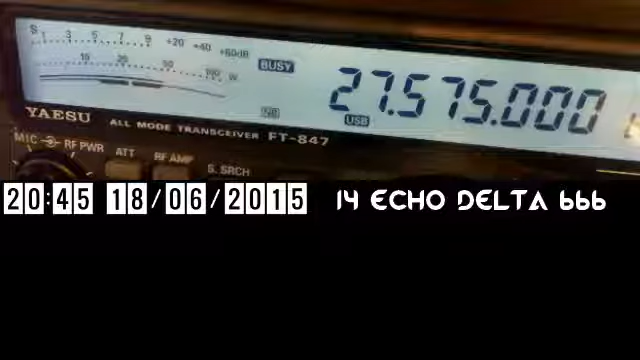 S 1 3 5 7 9 +20 +40 +60dB
10 20 50 100 W
BUSY
27.575.000
NB
USB
YAESU ALL MODE TRANSCEIVER FT-847
MIC RF PWR ATT RF AMP S. SRCH
20:45 18/06/2015 14 ECHO DELTA 666